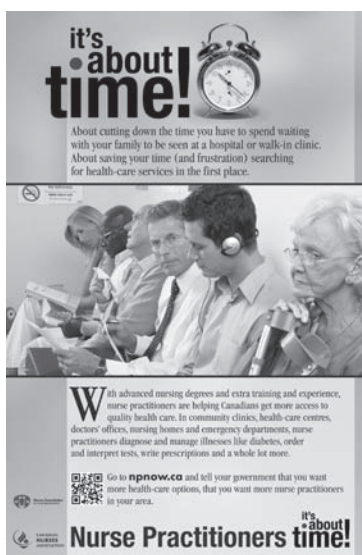 it's
about
time!
About cutting down the time you have to spend waiting
with your family to be seen at a hospital or walk-in clinic.
About saving your time (and frustration) searching
for health-care services in the first place.
With advanced nursing degrees and extra training and experience,
nurse practitioners are helping Canadians get more access to
quality health care. In community clinics, health-care centres,
doctors' offices, nursing homes and emergency departments, nurse
practitioners diagnose and manage illnesses like diabetes, order
and interpret tests, write prescriptions and a whole lot more.
Go to npnow.ca and tell your government that you want
more health-care options, that you want more nurse practitioners
in your area.
CANADIAN
NURSES
ASSOCIATION
Nurse Practitioners
it's
about
time!